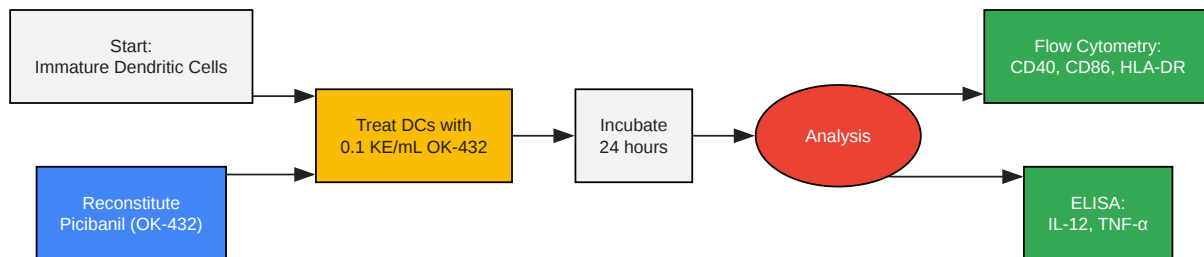 Start:
Immature Dendritic Cells
Reconstitute
Picibanil (OK-432)
Treat DCs with
0.1 KE/mL OK-432
Incubate
24 hours
Analysis
Flow Cytometry:
CD40, CD86, HLA-DR
ELISA:
IL-12, TNF-α